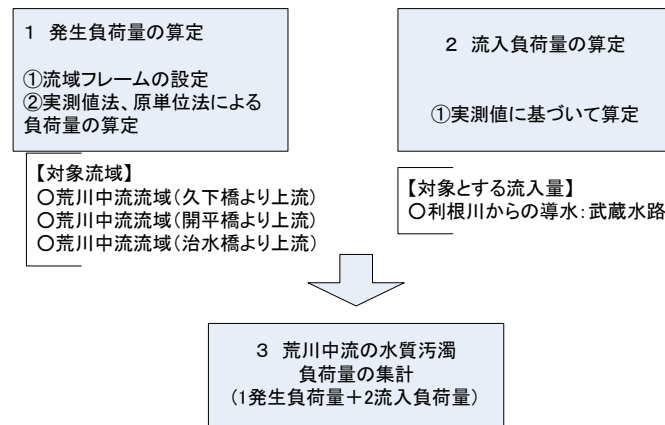 1 発生負荷量の算定
①流域フレームの設定
②実測値法、原単位法による
負荷量の算定
【対象流域】
○荒川中流流域(久下橋より上流)
○荒川中流流域(開平橋より上流)
○荒川中流流域(治水橋より上流)
2 流入負荷量の算定
①実測値に基づいて算定
【対象とする流入量】
○利根川からの導水:武蔵水路
3 荒川中流の水質汚濁
負荷量の集計
(1発生負荷量+2流入負荷量)